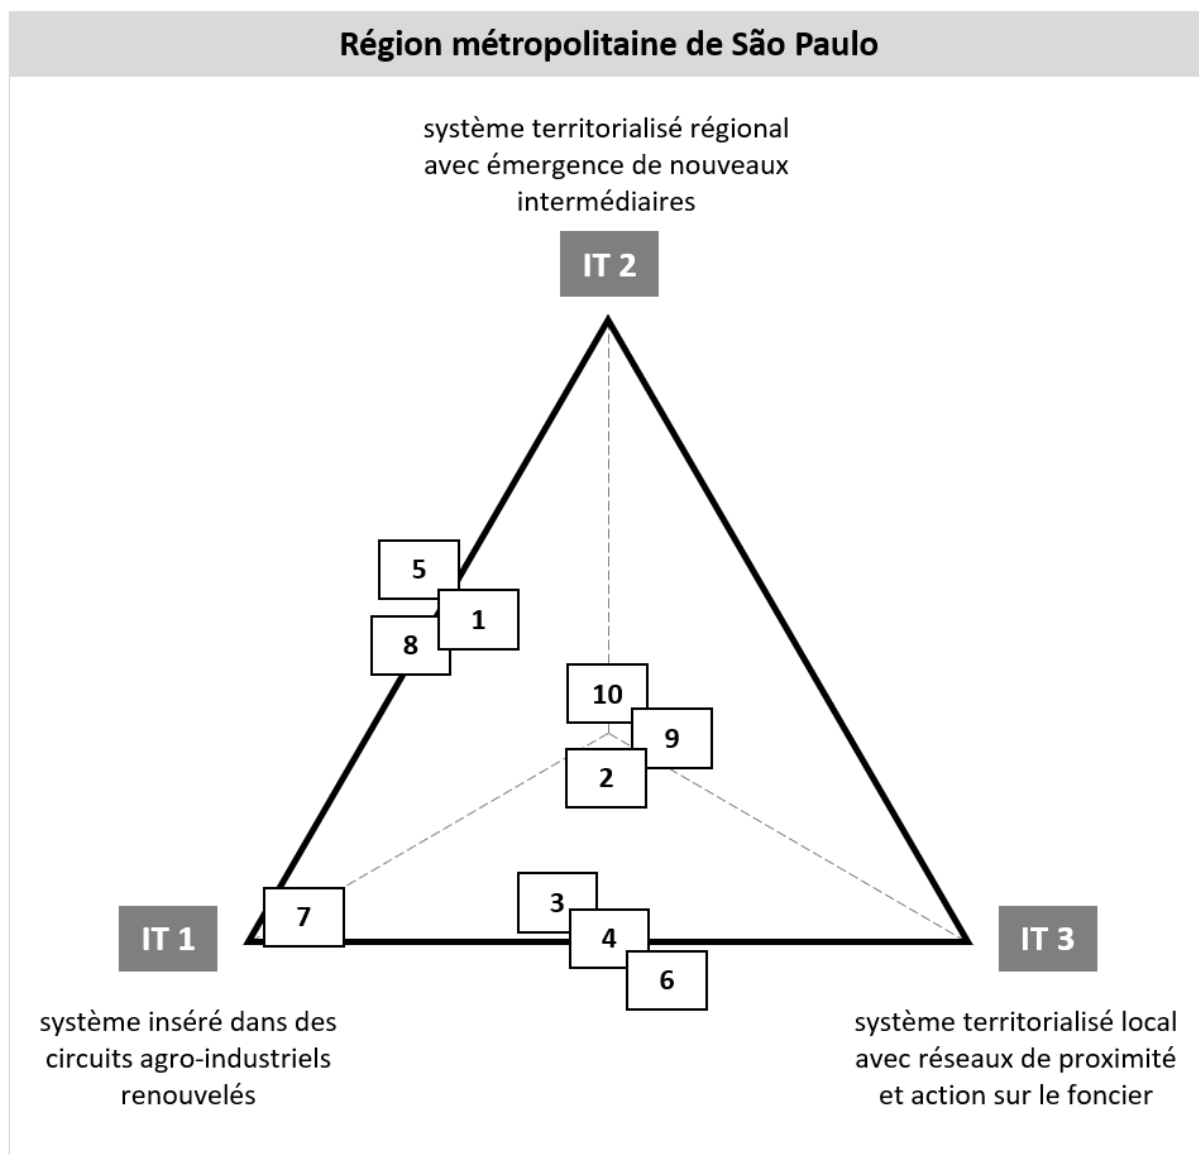 Région métropolitaine de São Paulo
système territorialisé régional
avec émergence de nouveaux
intermédiaires
IT 2
5
1
8
10
9
2
7
3
4
6
IT 1
IT 3
système inséré dans des
circuits agro-industriels
renouvelés
système territorialisé local
avec réseaux de proximité
et action sur le foncier